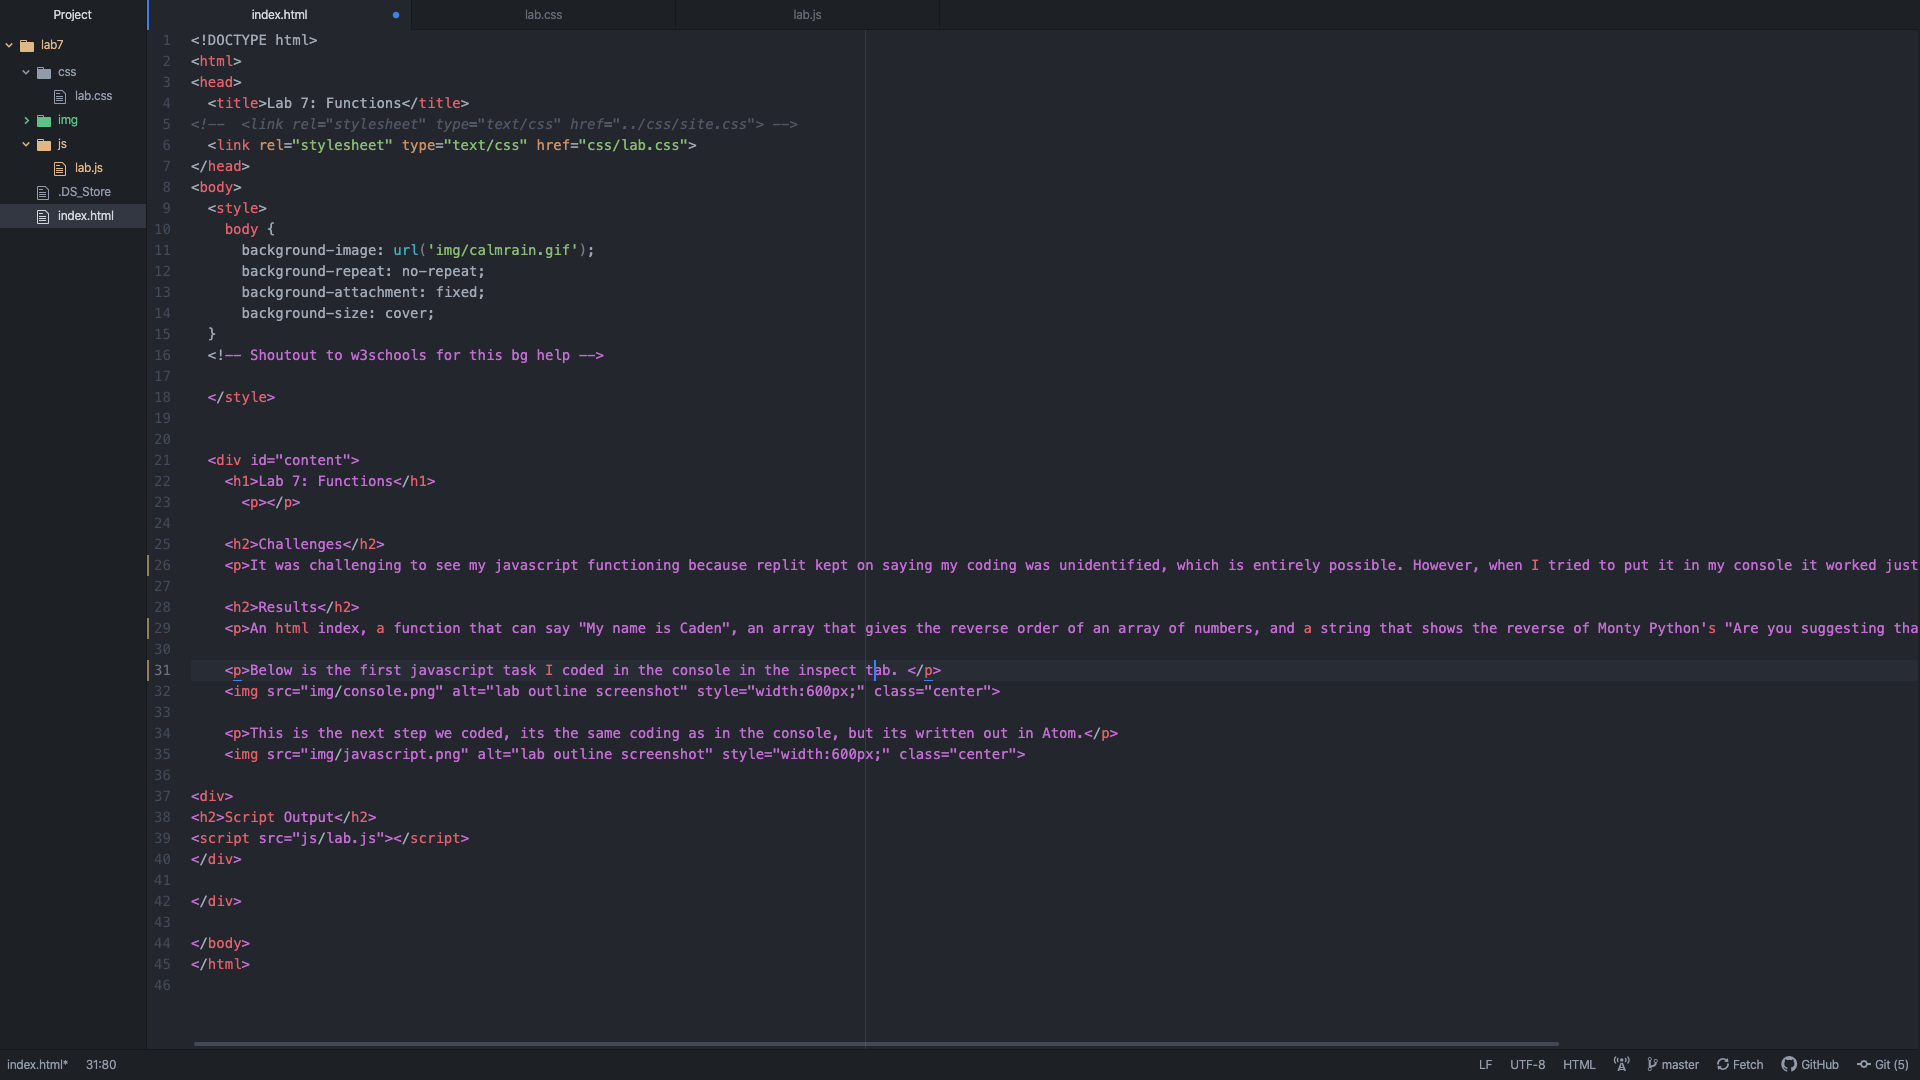 Project
lab7
css
lab.css
img
js
lab.js
.DS_Store
index.html
index.html lab.css lab.js
1 <!DOCTYPE html>
2 <html>
3 <head>
4   <title>Lab 7: Functions</title>
5 <!--  <link rel="stylesheet" type="text/css" href="../css/site.css"> -->
6   <link rel="stylesheet" type="text/css" href="css/lab.css">
7 </head>
8 <body>
9   <style>
10     body {
11       background-image: url('img/calmrain.gif');
12       background-repeat: no-repeat;
13       background-attachment: fixed;
14       background-size: cover;
15   }
16   <!-- Shoutout to w3schools for this bg help -->
17
18   </style>
19
20
21   <div id="content">
22     <h1>Lab 7: Functions</h1>
23       <p></p>
24
25     <h2>Challenges</h2>
26     <p>It was challenging to see my javascript functioning because replit kept on saying my coding was unidentified, which is entirely possible. However, when I tried to put it in my console it worked just
27
28     <h2>Results</h2>
29     <p>An html index, a function that can say "My name is Caden", an array that gives the reverse order of an array of numbers, and a string that shows the reverse of Monty Python's "Are you suggesting tha
30
31     <p>Below is the first javascript task I coded in the console in the inspect tab. </p>
32     <img src="img/console.png" alt="lab outline screenshot" style="width:600px;" class="center">
33
34     <p>This is the next step we coded, its the same coding as in the console, but its written out in Atom.</p>
35     <img src="img/javascript.png" alt="lab outline screenshot" style="width:600px;" class="center">
36
37 <div>
38 <h2>Script Output</h2>
39 <script src="js/lab.js"></script>
40 </div>
41
42 </div>
43
44 </body>
45 </html>
46
index.html* 31:80 LF UTF-8 HTML master Fetch GitHub Git (5)